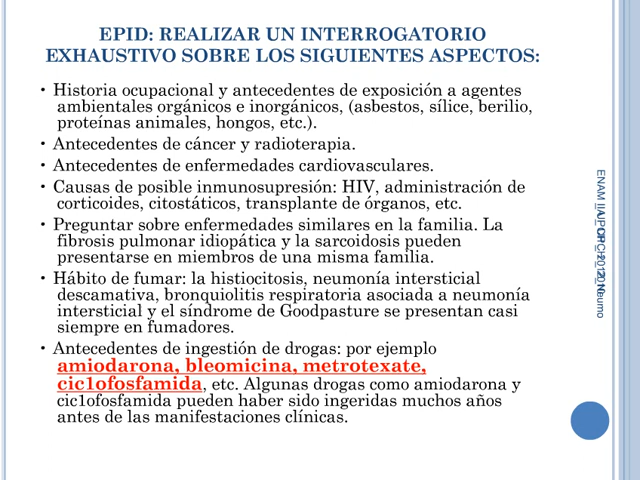 EPID: REALIZAR UN INTERROGATORIO
EXHAUSTIVO SOBRE LOS SIGUIENTES ASPECTOS:
• Historia ocupacional y antecedentes de exposición a agentes
ambientales orgánicos e inorgánicos, (asbestos, sílice, berilio,
proteínas animales, hongos, etc.).
• Antecedentes de cáncer y radioterapia.
• Antecedentes de enfermedades cardiovasculares.
• Causas de posible inmunosupresión: HIV, administración de
corticoides, citostáticos, transplante de órganos, etc.
• Preguntar sobre enfermedades similares en la familia. La
fibrosis pulmonar idiopática y la sarcoidosis pueden
presentarse en miembros de una misma familia.
• Hábito de fumar: la histiocitosis, neumonía intersticial
descamativa, bronquiolitis respiratoria asociada a neumonía
intersticial y el síndrome de Goodpasture se presentan casi
siempre en fumadores.
• Antecedentes de ingestión de drogas: por ejemplo
amiodarona, bleomicina, metrotexate,
cic1ofosfamida, etc. Algunas drogas como amiodarona y
cic1ofosfamida pueden haber sido ingeridas muchos años
antes de las manifestaciones clínicas.
ENAM